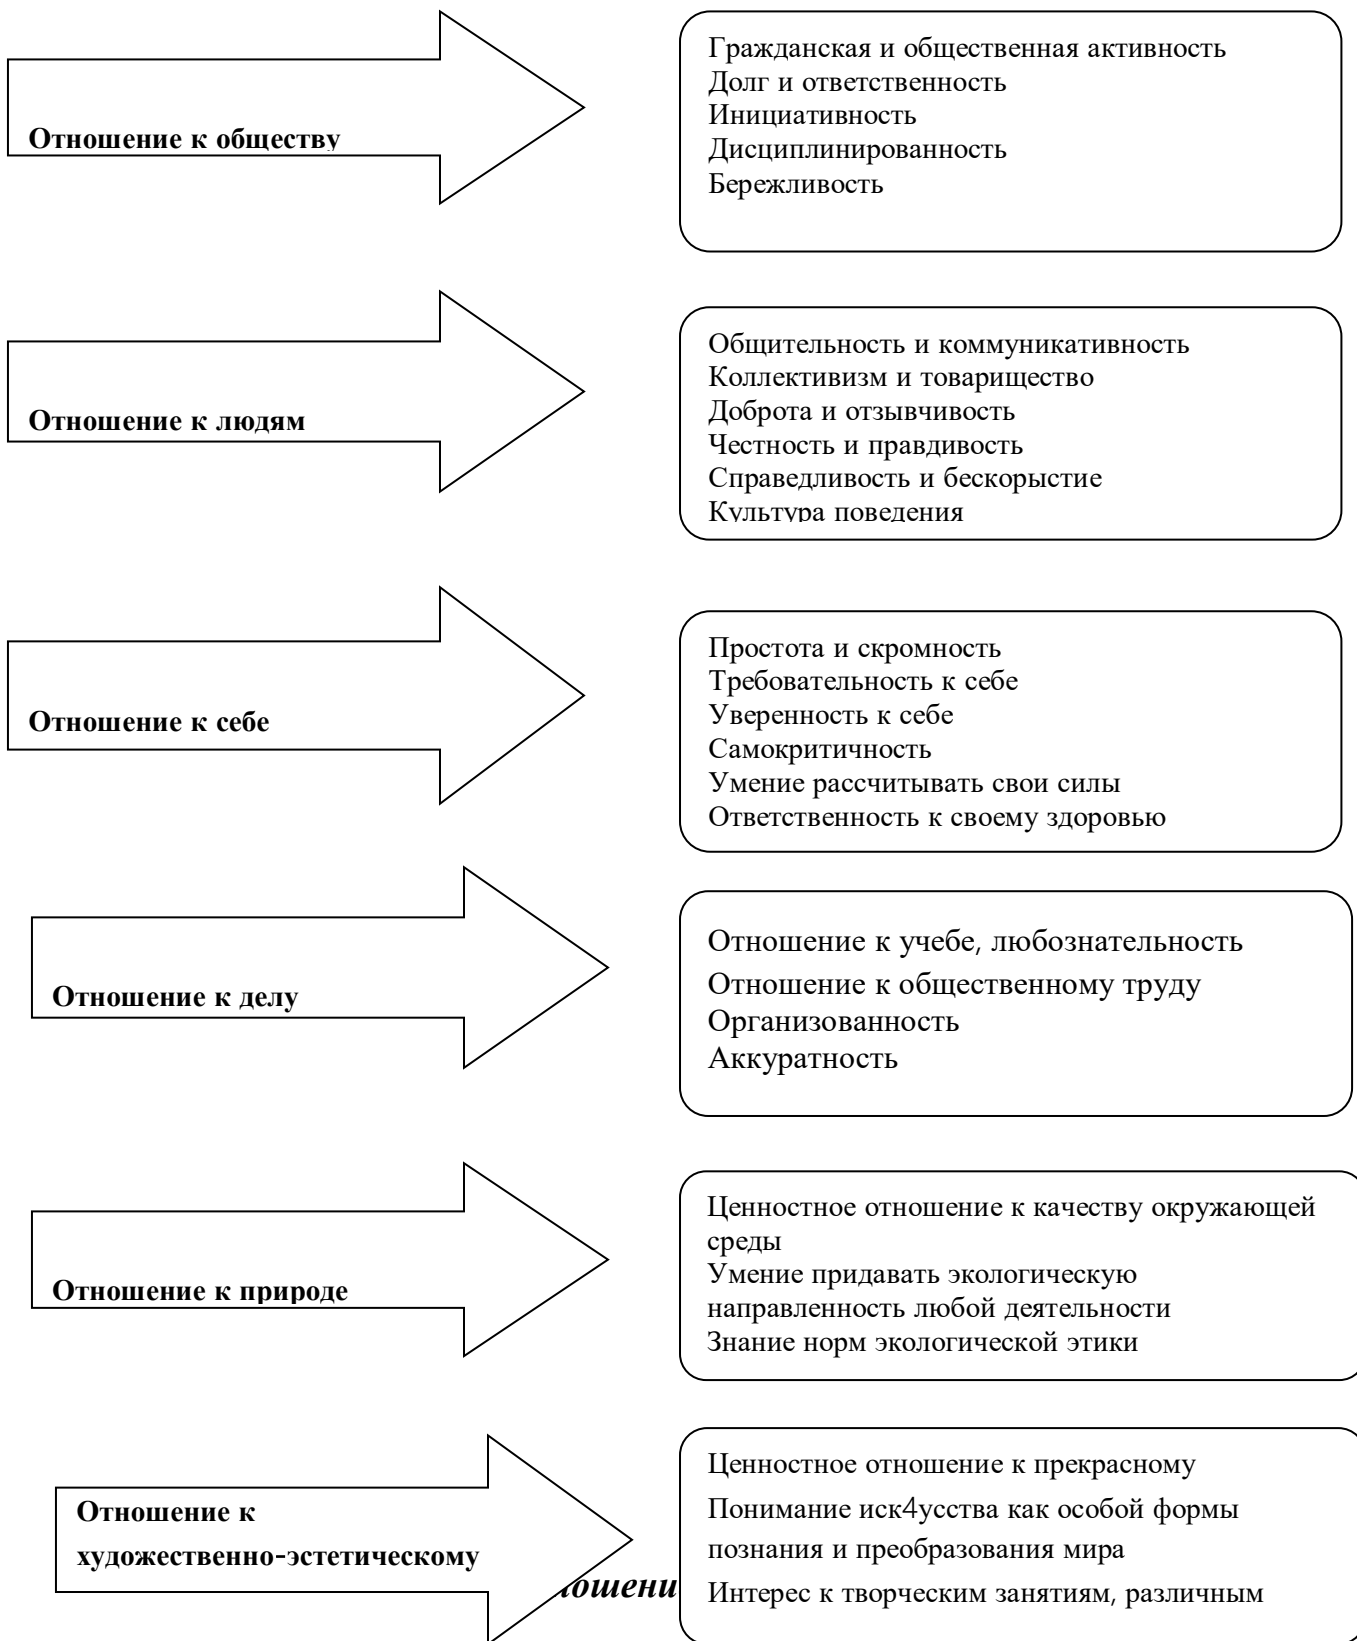 Отношение к обществу
Гражданская и общественная активность
Долг и ответственность
Инициативность
Дисциплинированность
Бережливость
Отношение к людям
Общительность и коммуникативность
Коллективизм и товарищество
Доброта и отзывчивость
Честность и правдивость
Справедливость и бескорыстие
Культура поведения
Отношение к себе
Простота и скромность
Требовательность к себе
Уверенность к себе
Самокритичность
Умение рассчитывать свои силы
Ответственность к своему здоровью
Отношение к делу
Отношение к учебе, любознательность
Отношение к общественному труду
Организованность
Аккуратность
Отношение к природе
Ценностное отношение к качеству окружающей
среды
Умение придавать экологическую
направленность любой деятельности
Знание норм экологической этики
Отношение к
художественно-эстетическому
Ценностное отношение к прекрасному
Понимание иск4усства как особой формы
познания и преобразования мира
Интерес к творческим занятиям, различным